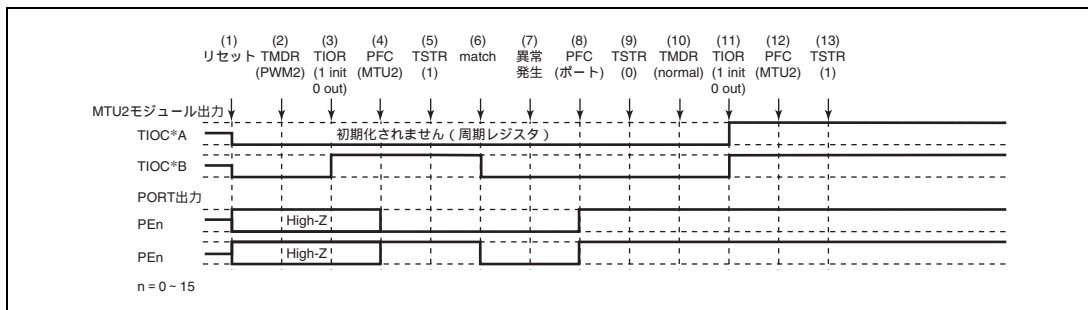 (1) (2) (3) (4) (5) (6) (7) (8) (9) (10) (11) (12) (13)
リセット TMDR TIOR PFC TSTR match 異常 PFC TSTR TMDR TIOR PFC TSTR
(PWM2) (1 init (MTU2) (1) 発生 (ポート) (0) (normal) (1 init (MTU2) (1)
0 out) 0 out)
MTU2モジュール出力
TIOC*A 初期化されません(周期レジスタ)
TIOC*B
PORT出力
PEn High-Z
PEn High-Z
n = 0 ~ 15